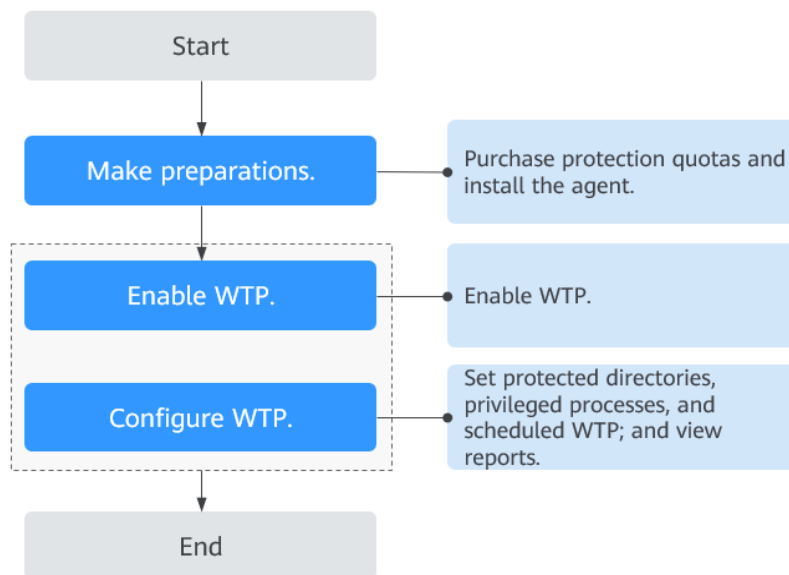 Start
Make preparations.
Purchase protection quotas and
install the agent.
Enable WTP.
Enable WTP.
Configure WTP.
Set protected directories,
privileged processes, and
scheduled WTP; and view
reports.
End